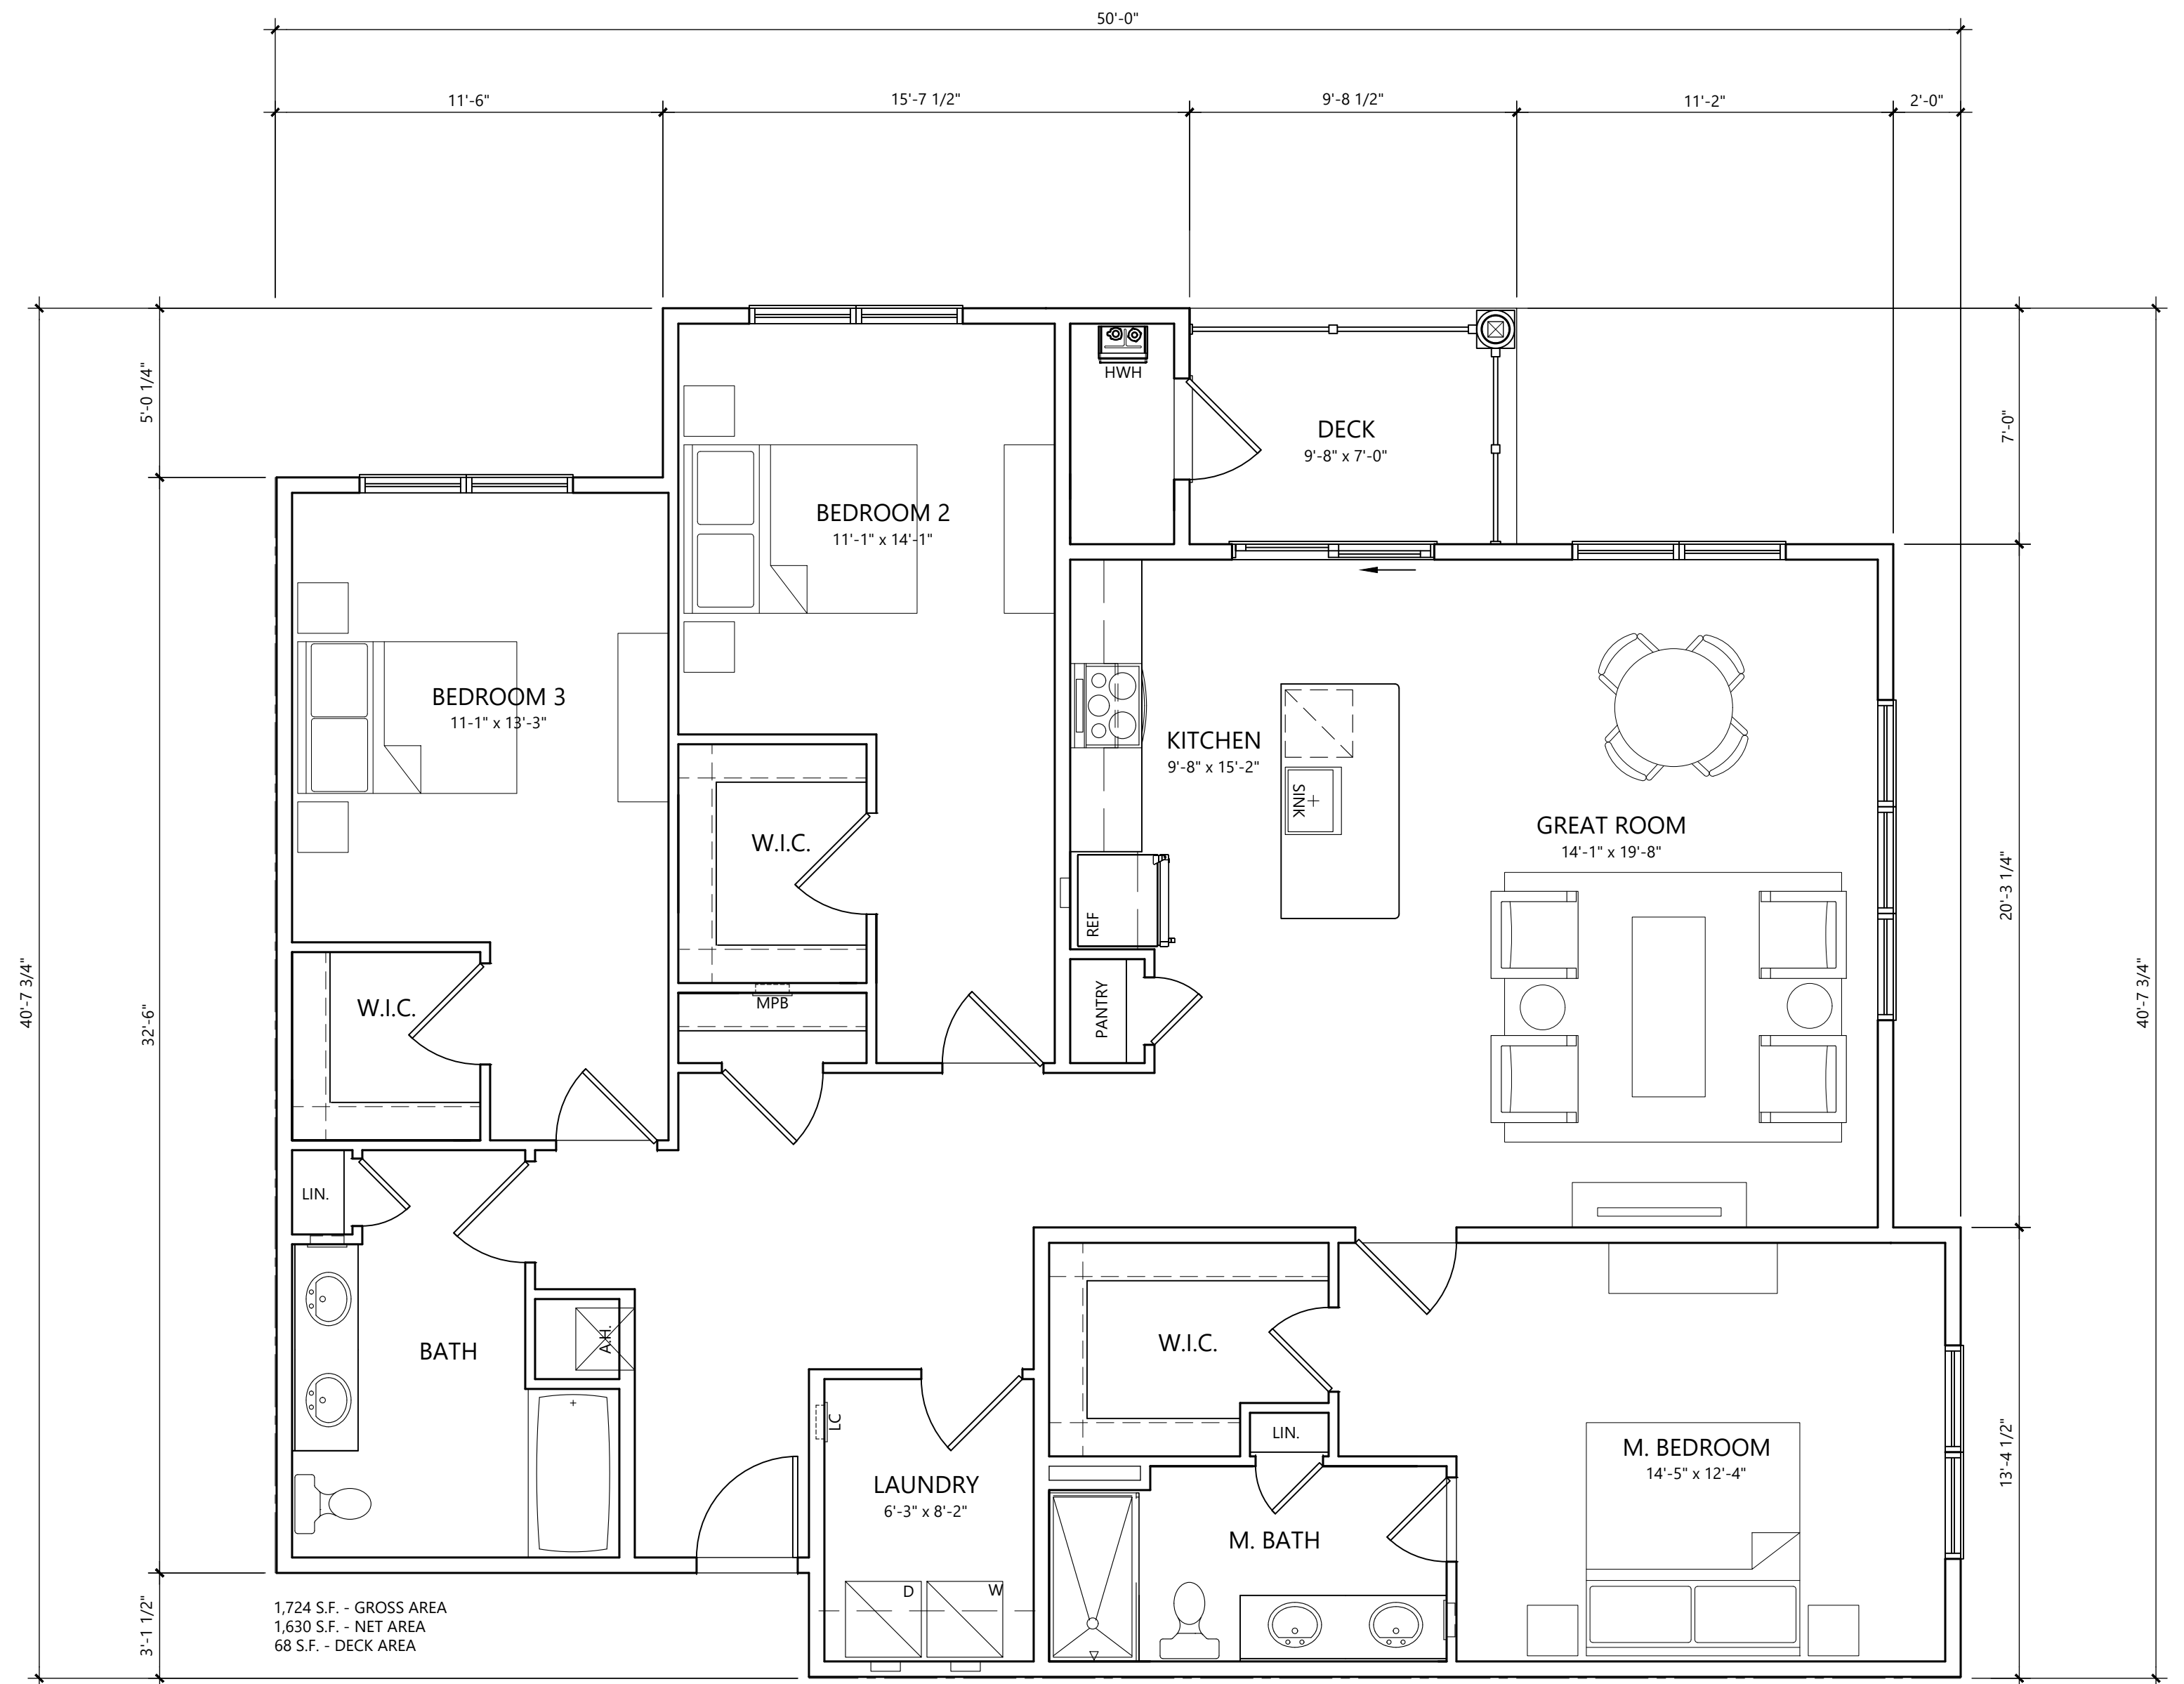 50'-0"
11'-6"
15'-7 1/2"
9'-8 1/2"
11'-2"
2'-0"
5'-0 1/4"
7'-0"
HWH
DECK
9'-8" x 7'-0"
BEDROOM 2
11'-1" x 14'-1"
BEDROOM 3
11-1" x 13'-3"
KITCHEN
9'-8" x 15'-2"
SINK
GREAT ROOM
14'-1" x 19'-8"
W.I.C.
REF
20'-3 1/4"
40'-7 3/4"
40'-7 3/4"
32'-6"
W.I.C.
MPB
PANTRY
LIN.
BATH
A.H.
W.I.C.
LC
LIN.
LAUNDRY
6'-3" x 8'-2"
M. BEDROOM
14'-5" x 12'-4"
13'-4 1/2"
M. BATH
D
W
3'-1 1/2"
1,724 S.F. - GROSS AREA
1,630 S.F. - NET AREA
68 S.F. - DECK AREA